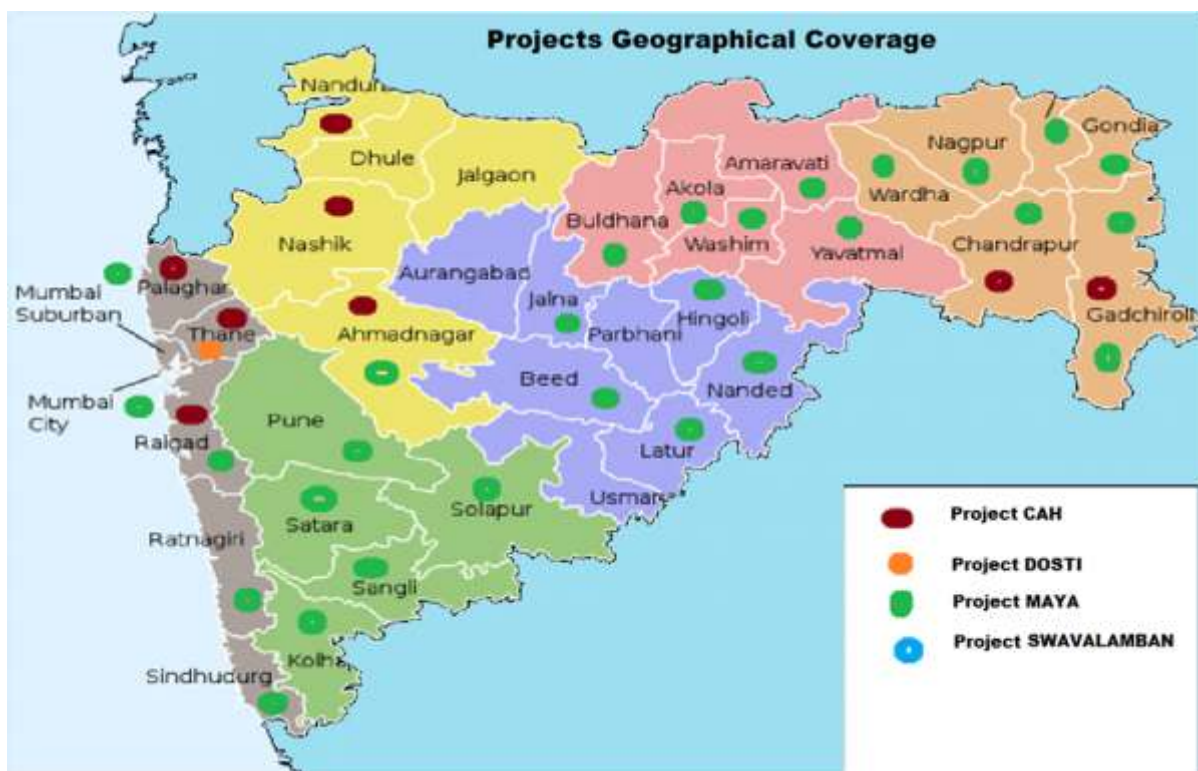 Projects Geographical Coverage
Nandur
Dhule
Jalgaon
Nashik
Buldhana
Akola
Amaravati
Washim
Yavatmal
Wardha
Nagpur
Gondia
Chandrapur
Gadchiroli
Palaghar
Mumbai
Suburban
Thane
Mumbai
City
Raigad
Ahmadnagar
Aurangabad
Jalna
Parbhani
Hingoli
Nanded
Beed
Latur
Usmana
Pune
Satara
Solapur
Sangli
Kolha
Ratnagiri
Sindhudurg
Project CAH
Project DOSTI
Project MAYA
Project SWAVALAMBAN